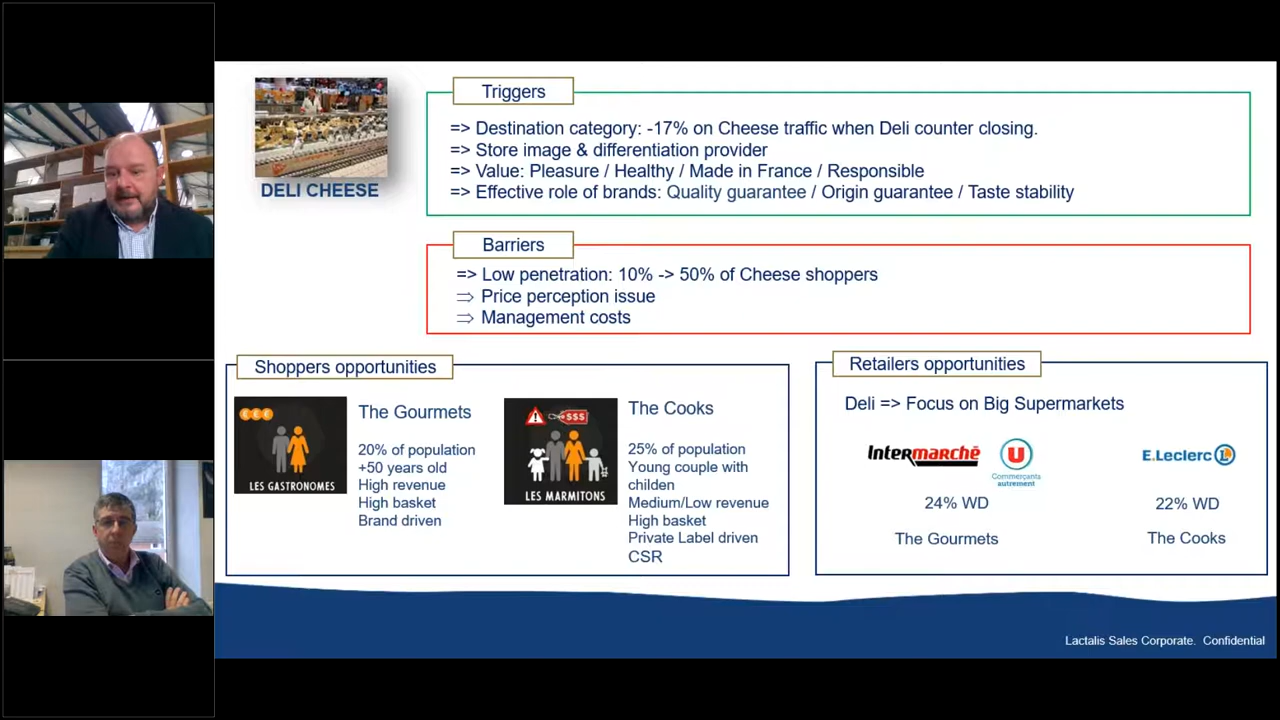 DELI CHEESE
Triggers
=> Destination category: -17% on Cheese traffic when Deli counter closing.
=> Store image & differentiation provider
=> Value: Pleasure / Healthy / Made in France / Responsible
=> Effective role of brands: Quality guarantee / Origin guarantee / Taste stability
Barriers
=> Low penetration: 10% -> 50% of Cheese shoppers
⇒ Price perception issue
⇒ Management costs
Shoppers opportunities
€€€
LES GASTRONOMES
The Gourmets
20% of population
+50 years old
High revenue
High basket
Brand driven
! $$$
LES MARMITONS
The Cooks
25% of population
Young couple with
childen
Medium/Low revenue
High basket
Private Label driven
CSR
Retailers opportunities
Deli => Focus on Big Supermarkets
Intermarché
U
Commerçants
autrement
24% WD
The Gourmets
E.Leclerc L
22% WD
The Cooks
Lactalis Sales Corporate. Confidential